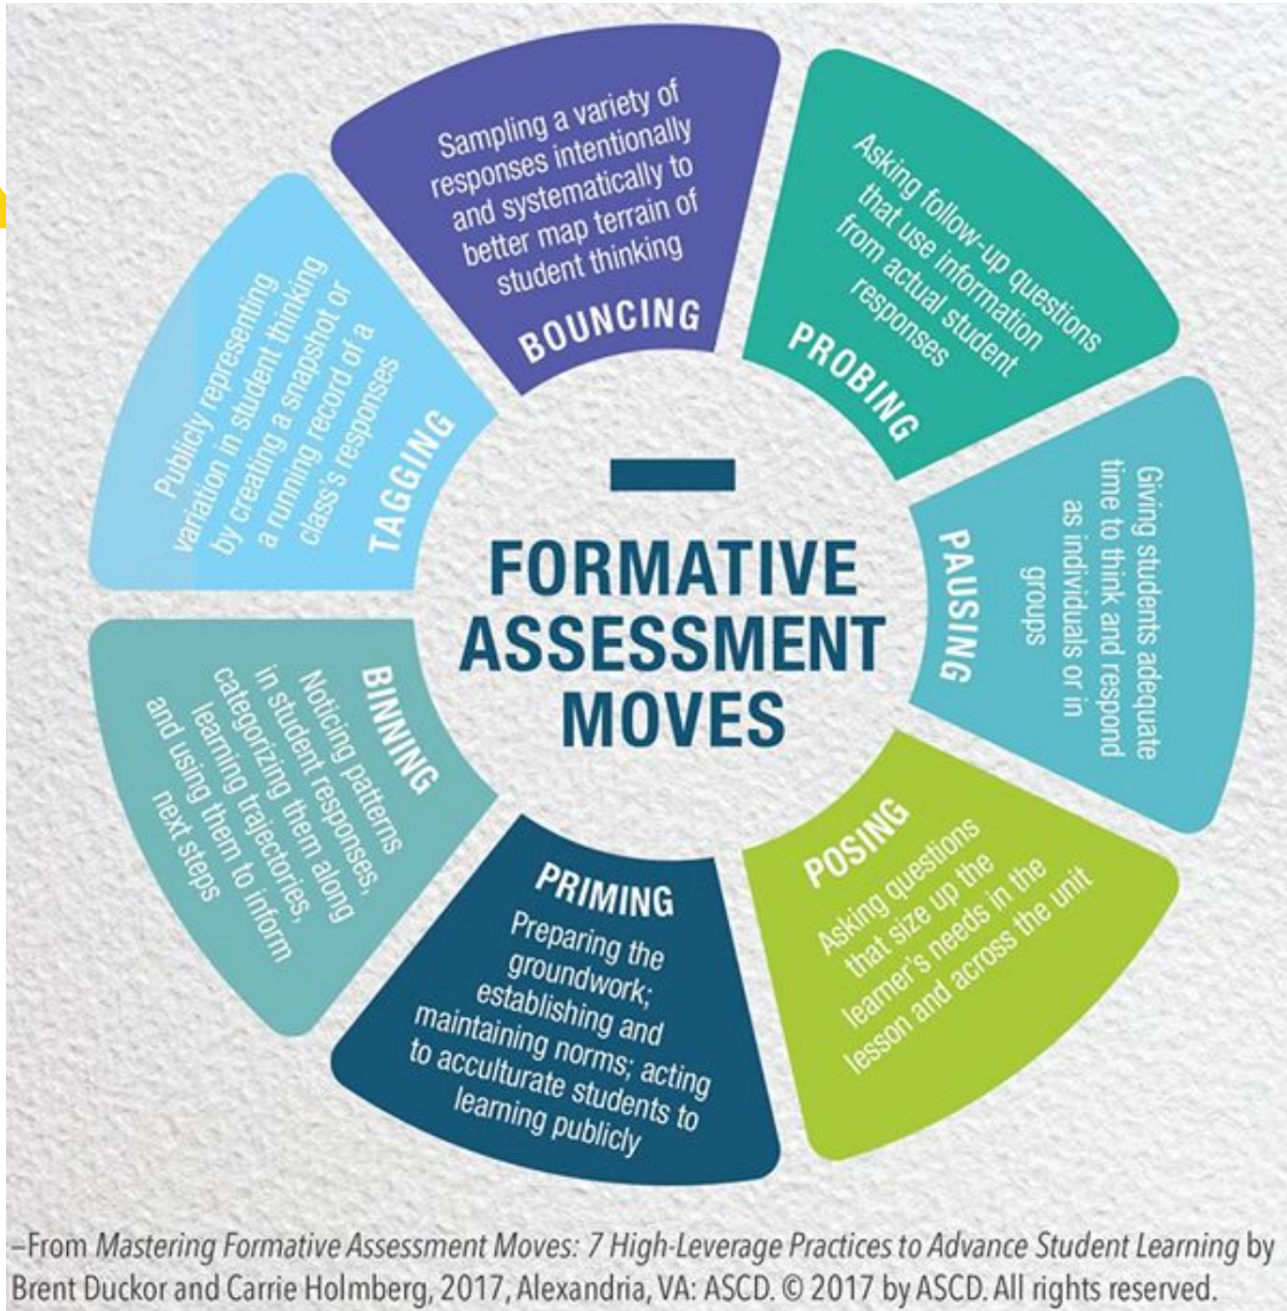 FORMATIVE
ASSESSMENT
MOVES
Sampling a variety of
responses intentionally
and systematically to
better map terrain of
student thinking
BOUNCING
Asking follow-up questions
that use information
from actual student
responses
PROBING
Giving students adequate
time to think and respond
as individuals or in
groups
PAUSING
POSING
Asking questions
that size up the
learner's needs in the
lesson and across the unit
PRIMING
Preparing the
groundwork;
establishing and
maintaining norms; acting
to acculturate students to
learning publicly
BINNING
Noticing patterns
in student responses,
categorizing them along
learning trajectories,
and using them to inform
next steps
Publicly representing
variation in student thinking
by creating a snapshot or
a running record of a
class's responses
TAGGING
–From Mastering Formative Assessment Moves: 7 High-Leverage Practices to Advance Student Learning by
Brent Duckor and Carrie Holmberg, 2017, Alexandria, VA: ASCD. © 2017 by ASCD. All rights reserved.